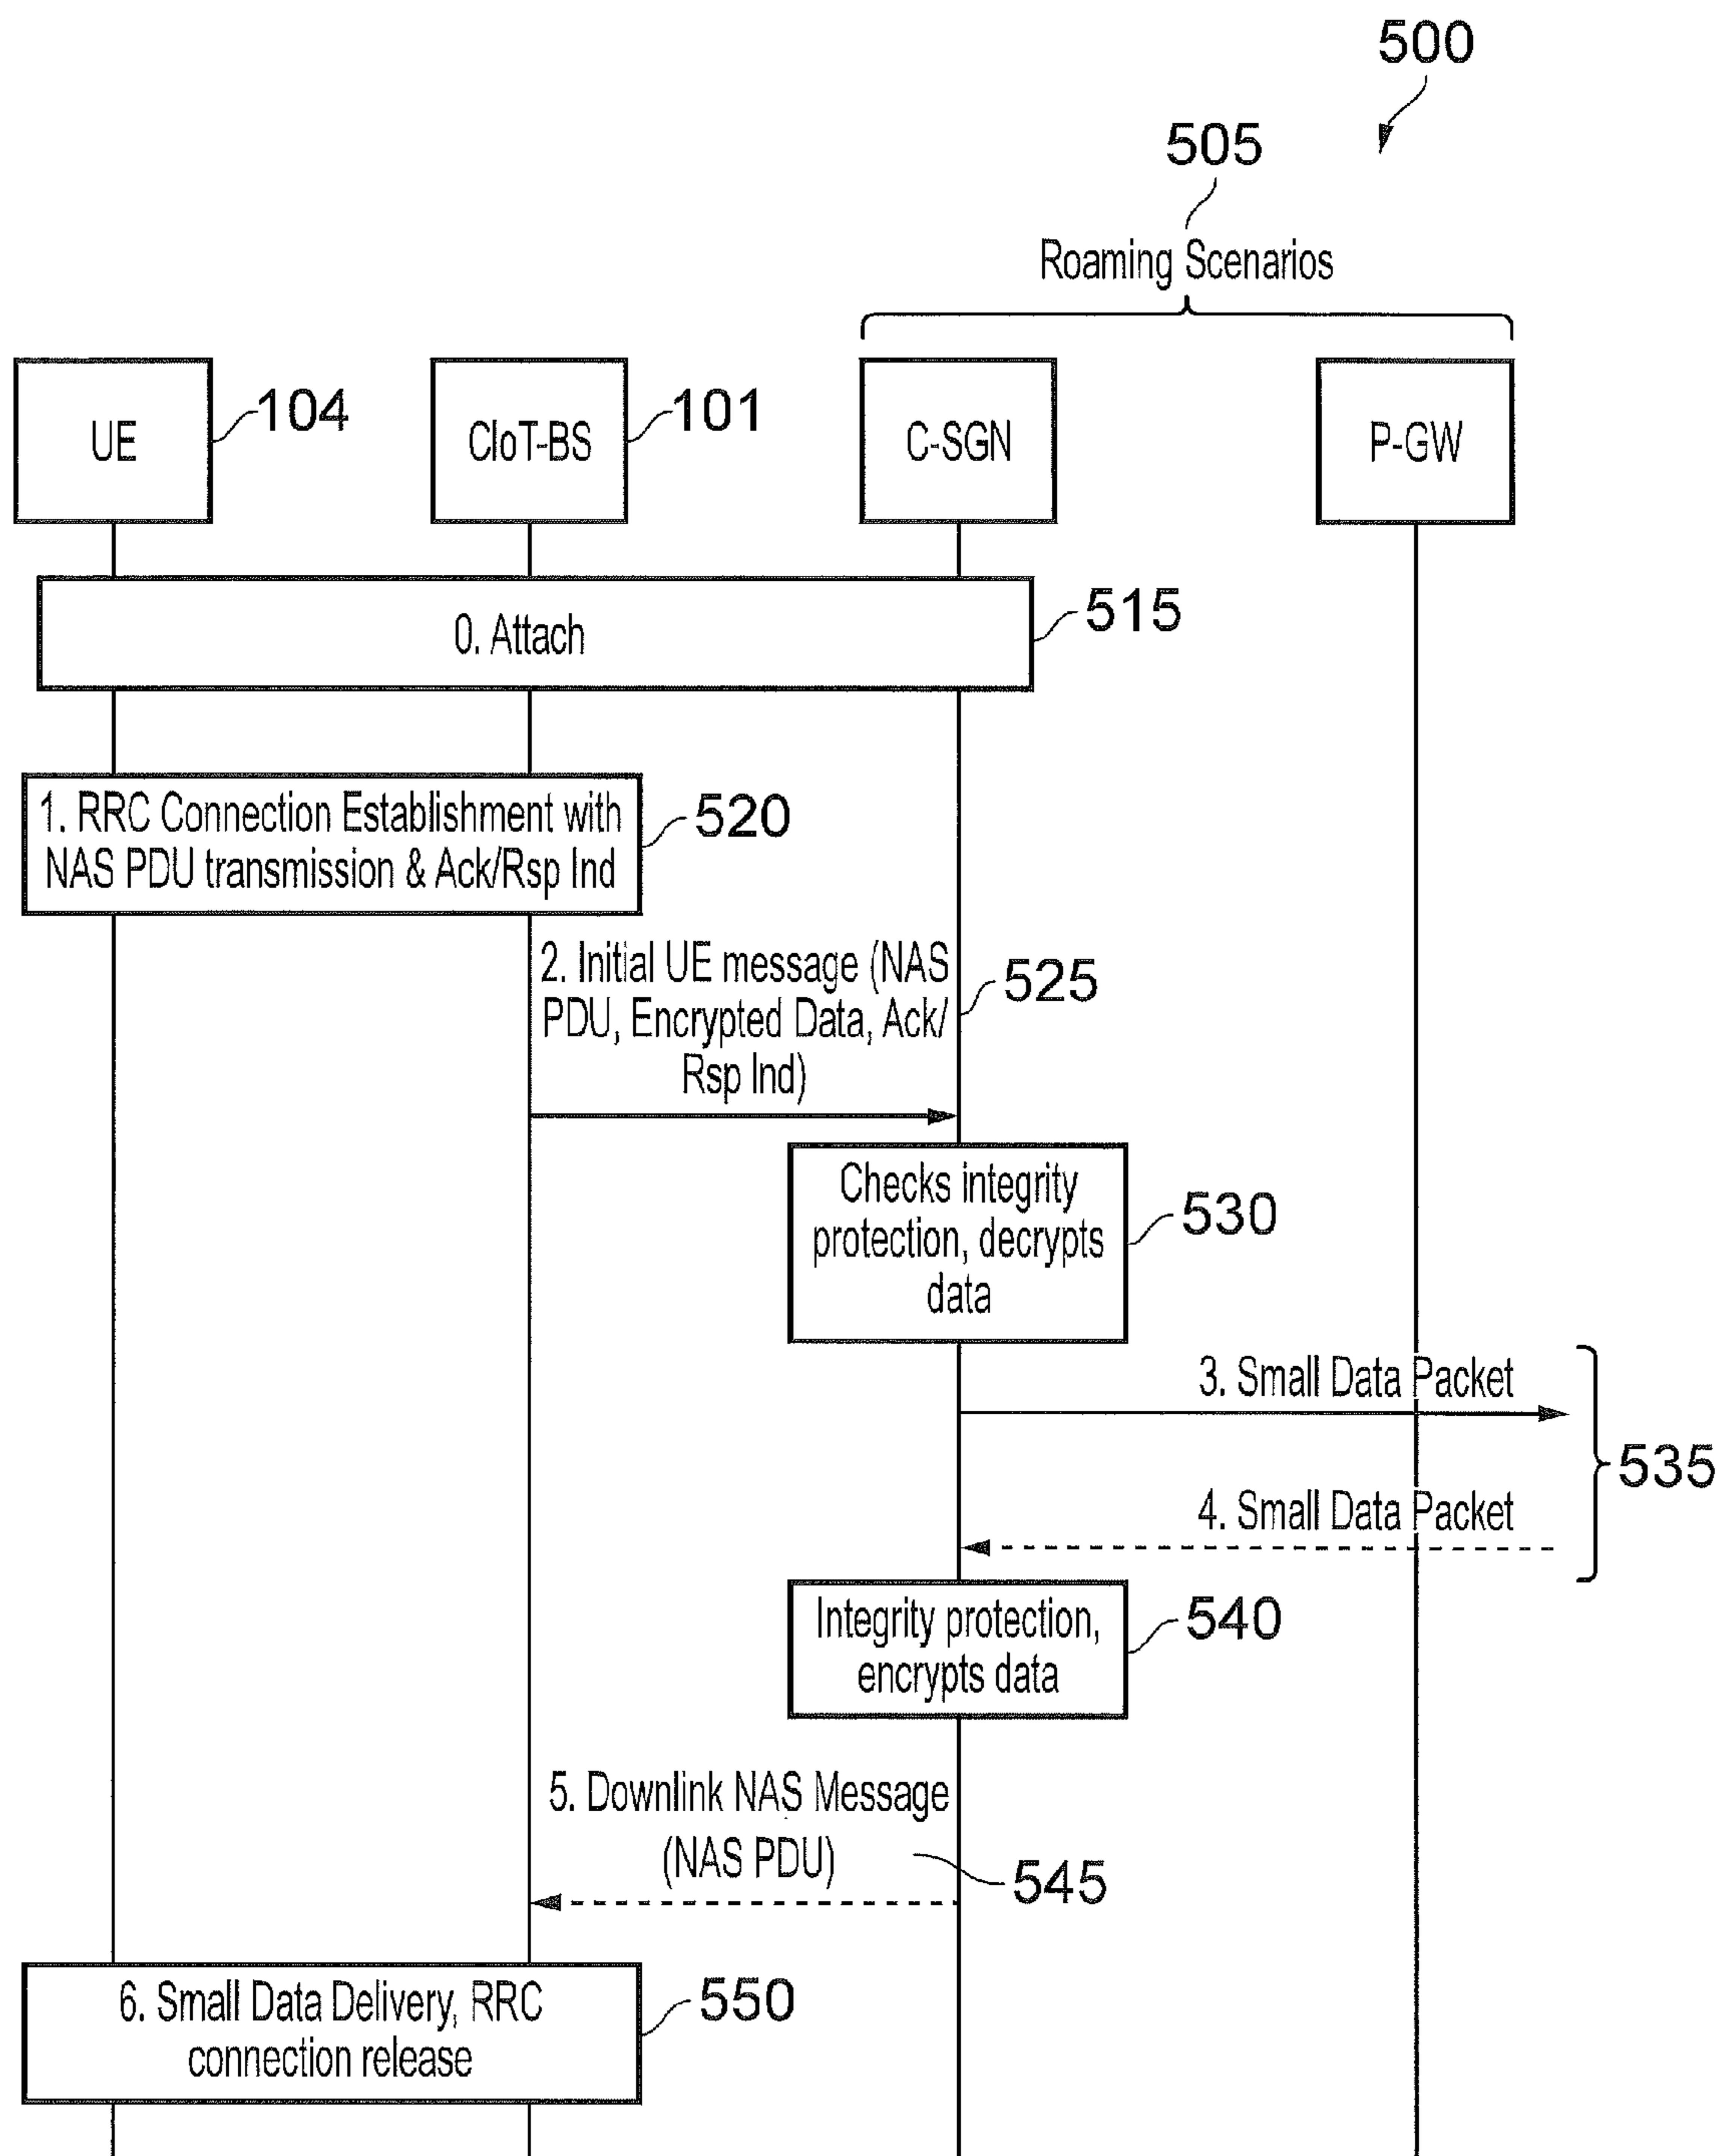 500
505
Roaming Scenarios
UE
104
CIoT-BS
101
C-SGN
P-GW
0. Attach
515
1. RRC Connection Establishment with
NAS PDU transmission & Ack/Rsp Ind
520
2. Initial UE message (NAS
PDU, Encrypted Data, Ack/
Rsp Ind)
525
Checks integrity
protection, decrypts
data
530
3. Small Data Packet
4. Small Data Packet
535
Integrity protection,
encrypts data
540
5. Downlink NAS Message
(NAS PDU)
545
6. Small Data Delivery, RRC
connection release
550